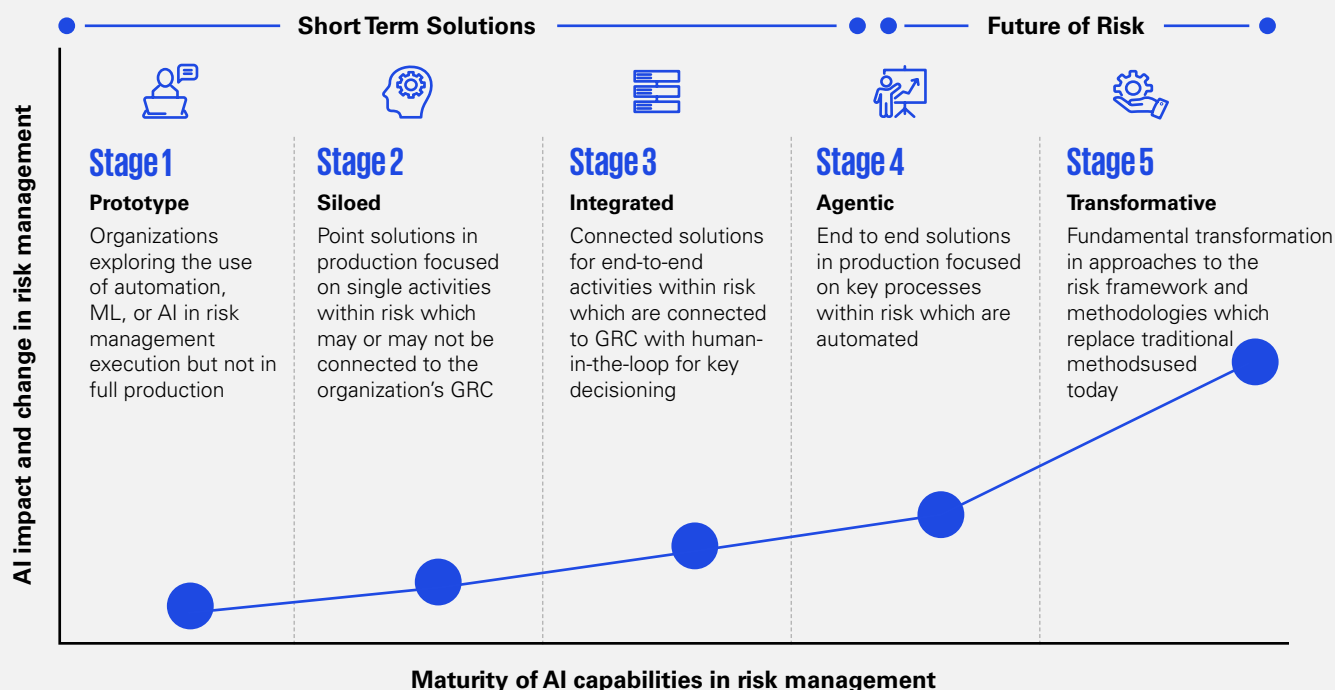 Short Term Solutions
Future of Risk
AI impact and change in risk management
Stage 1
Prototype
Organizations
exploring the use
of automation,
ML, or AI in risk
management
execution but not in
full production
Stage 2
Siloed
Point solutions in
production focused
on single activities
within risk which
may or may not be
connected to the
organization's GRC
Stage 3
Integrated
Connected solutions
for end-to-end
activities within risk
which are connected
to GRC with human-
in-the-loop for key
decisioning
Stage 4
Agentic
End to end solutions
in production focused
on key processes
within risk which are
automated
Stage 5
Transformative
Fundamental transformation
in approaches to the
risk framework and
methodologies which
replace traditional
methodsused
today
Maturity of AI capabilities in risk management